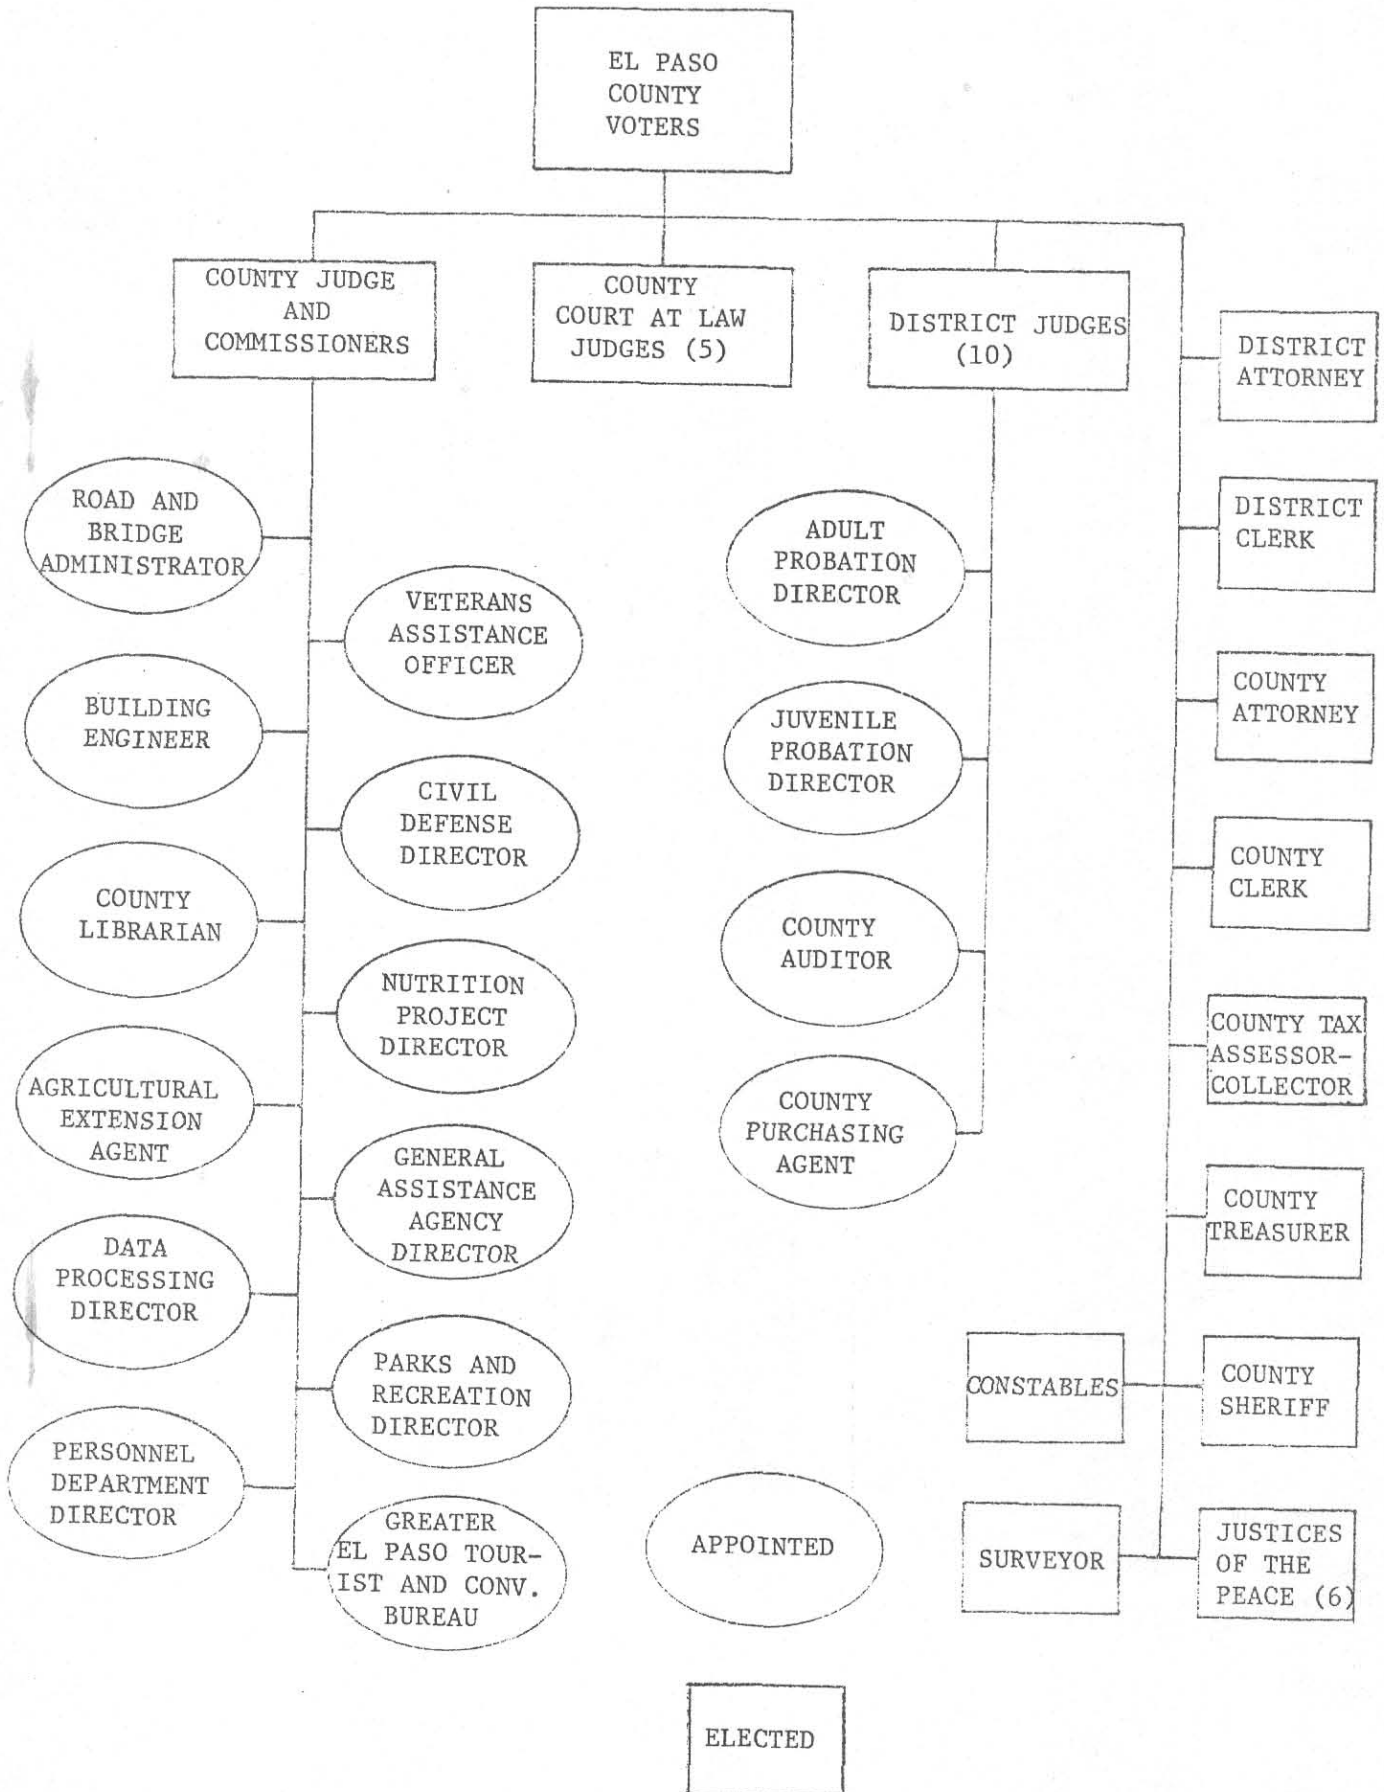 EL PASO
COUNTY
VOTERS
COUNTY JUDGE
AND
COMMISSIONERS
COUNTY
COURT AT LAW
JUDGES (5)
DISTRICT JUDGES
(10)
DISTRICT
ATTORNEY
DISTRICT
CLERK
COUNTY
ATTORNEY
COUNTY
CLERK
COUNTY TAX
ASSESSOR-
COLLECTOR
COUNTY
TREASURER
COUNTY
SHERIFF
CONSTABLES
JUSTICES
OF THE
PEACE (6)
SURVEYOR
ROAD AND
BRIDGE
ADMINISTRATOR
VETERANS
ASSISTANCE
OFFICER
BUILDING
ENGINEER
CIVIL
DEFENSE
DIRECTOR
COUNTY
LIBRARIAN
NUTRITION
PROJECT
DIRECTOR
AGRICULTURAL
EXTENSION
AGENT
GENERAL
ASSISTANCE
AGENCY
DIRECTOR
DATA
PROCESSING
DIRECTOR
PARKS AND
RECREATION
DIRECTOR
PERSONNEL
DEPARTMENT
DIRECTOR
GREATER
EL PASO TOUR-
IST AND CONV.
BUREAU
ADULT
PROBATION
DIRECTOR
JUVENILE
PROBATION
DIRECTOR
COUNTY
AUDITOR
COUNTY
PURCHASING
AGENT
APPOINTED
ELECTED